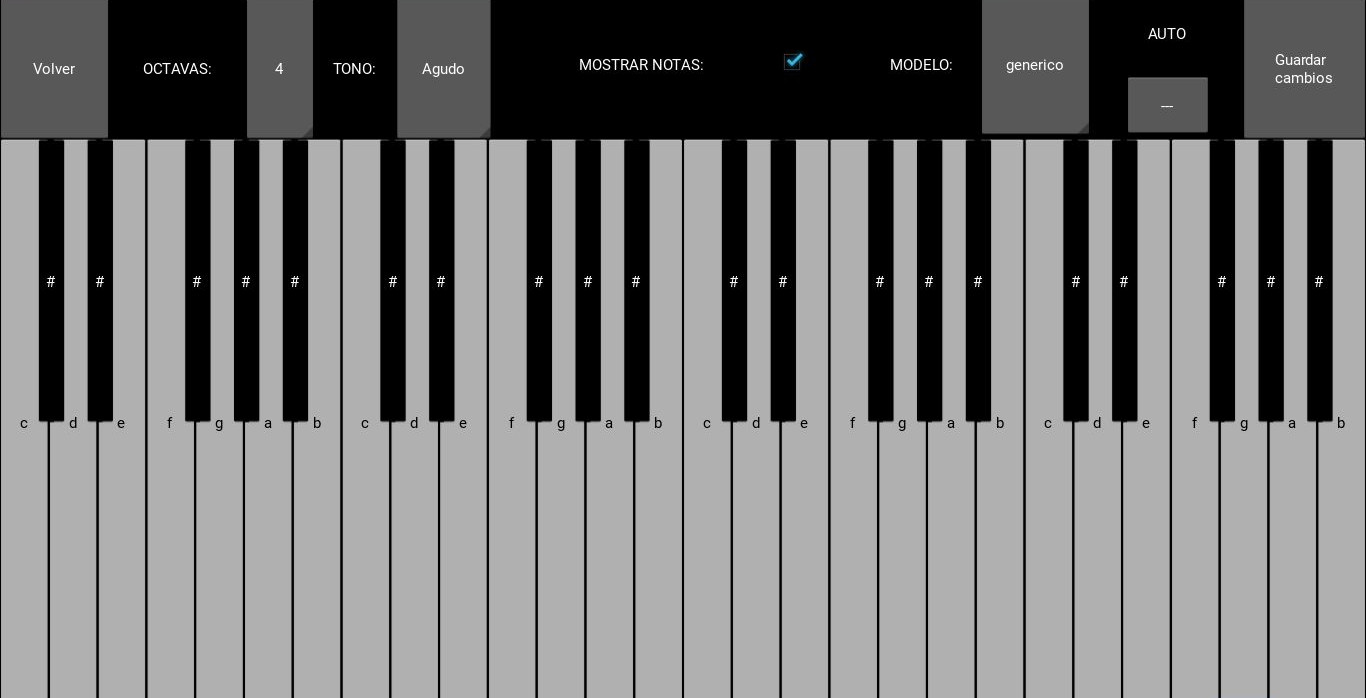 Volver
OCTAVAS:
4
TONO:
Agudo
MOSTRAR NOTAS:
MODELO:
generico
AUTO
---
Guardar
cambios
# # # # # # # # # # # # # # # # # # # #
c d e f g a b c d e f g a b c d e f g a b c d e f g a b